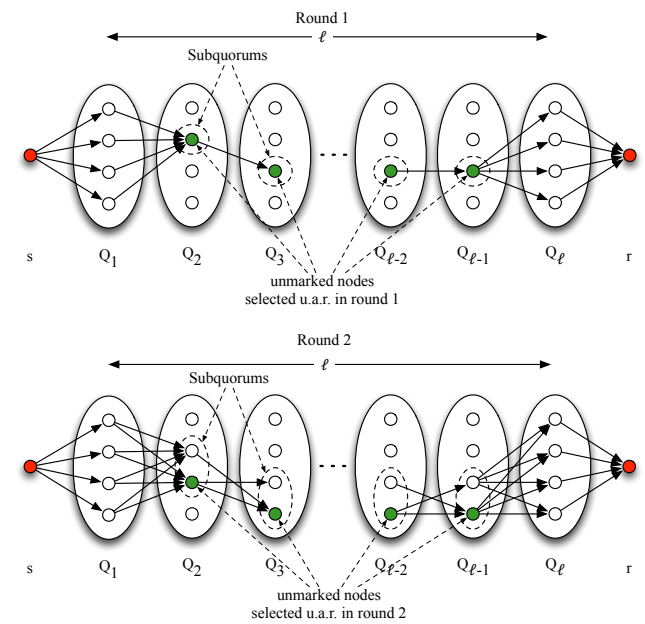 Round 1
ℓ
Subquorums
. . .
s Q1 Q2 Q3 Qℓ-2 Qℓ-1 Qℓ r
unmarked nodes
selected u.a.r. in round 1
Round 2
ℓ
Subquorums
. . .
s Q1 Q2 Q3 Qℓ-2 Qℓ-1 Qℓ r
unmarked nodes
selected u.a.r. in round 2